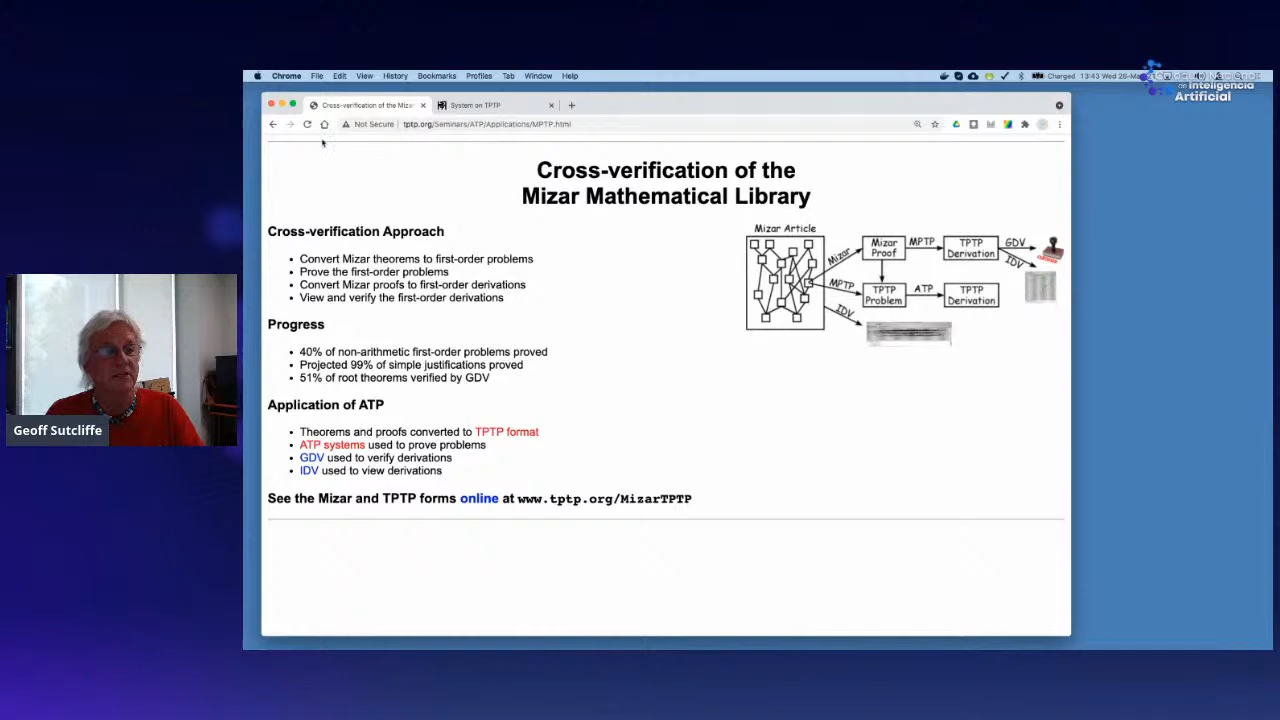 Chrome File Edit View History Bookmarks Profiles Tab Window Help
Charged 13:43 Wed 26
Inteligencia
Artificial
Cross-verification of the Miza
System on TPTP
Not Secure tptp.org/Seminars/ATP/Applications/MPTP.html
Cross-verification of the
Mizar Mathematical Library
Cross-verification Approach
• Convert Mizar theorems to first-order problems
• Prove the first-order problems
• Convert Mizar proofs to first-order derivations
• View and verify the first-order derivations
Progress
• 40% of non-arithmetic first-order problems proved
• Projected 99% of simple justifications proved
• 51% of root theorems verified by GDV
Application of ATP
• Theorems and proofs converted to TPTP format
• ATP systems used to prove problems
• GDV used to verify derivations
• IDV used to view derivations
See the Mizar and TPTP forms online at www.tptp.org/MizarTPTP
Mizar Article
Mizar
Mizar
Proof
MPTP
TPTP
Derivation
GDV
IDV
MPTP
TPTP
Problem
ATP
TPTP
Derivation
IDV
Geoff Sutcliffe